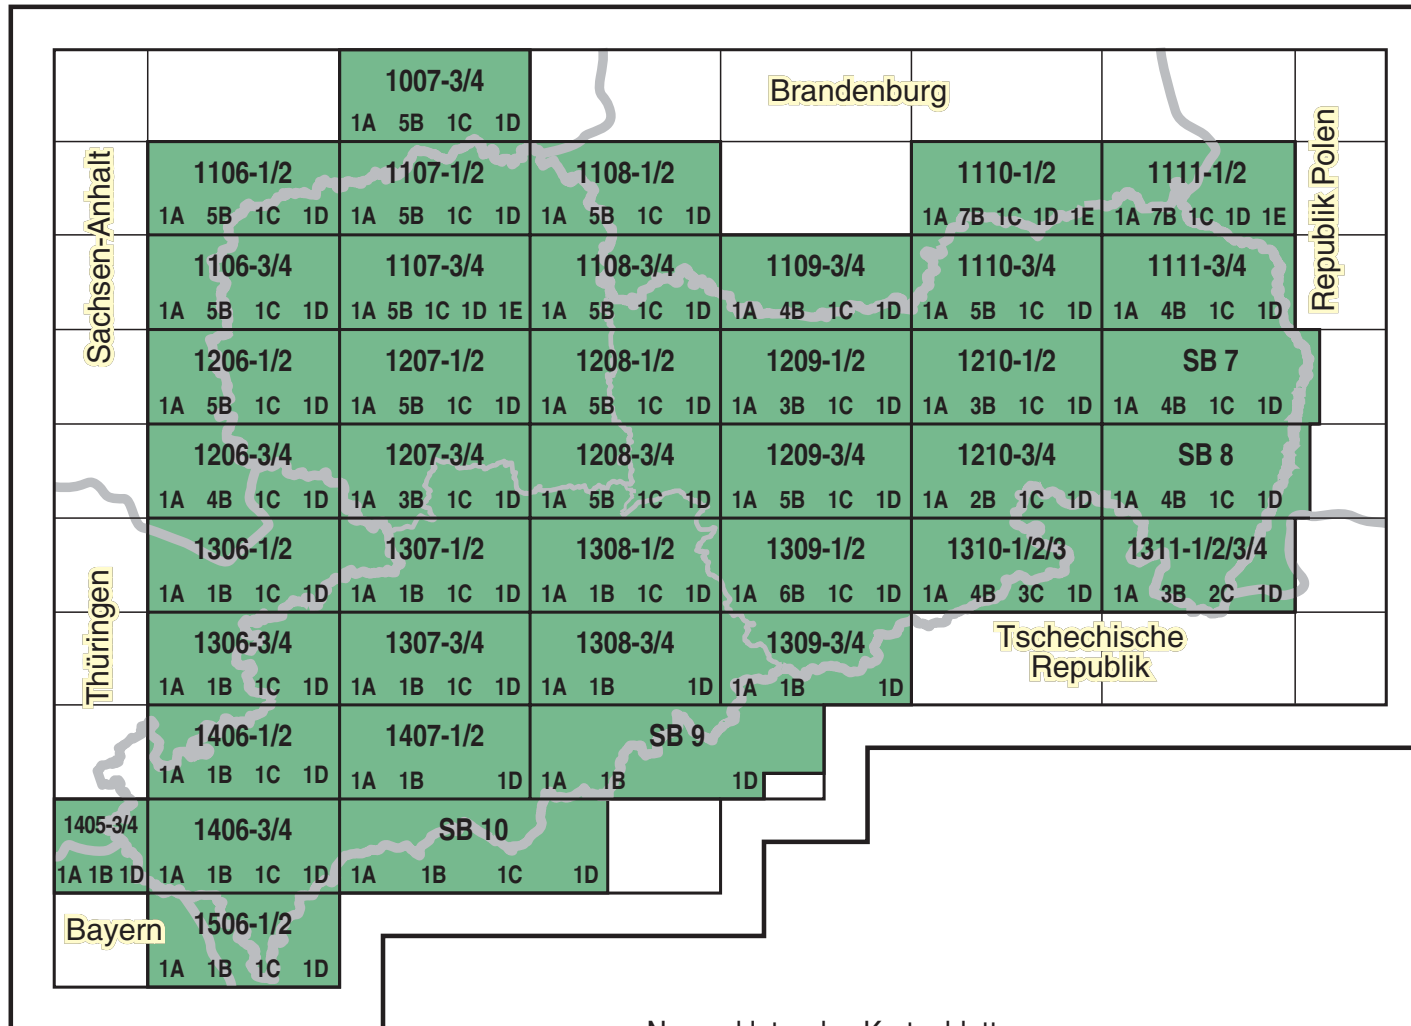 1007-3/4
1A 5B 1C 1D
Brandenburg
Sachsen-Anhalt
Republik Polen
1106-1/2
1A 5B 1C 1D
1107-1/2
1A 5B 1C 1D
1108-1/2
1A 5B 1C 1D
1110-1/2
1A 7B 1C 1D 1E
1111-1/2
1A 7B 1C 1D 1E
1106-3/4
1A 5B 1C 1D
1107-3/4
1A 5B 1C 1D 1E
1108-3/4
1A 5B 1C 1D
1109-3/4
1A 4B 1C 1D
1110-3/4
1A 5B 1C 1D
1111-3/4
1A 4B 1C 1D
1206-1/2
1A 5B 1C 1D
1207-1/2
1A 5B 1C 1D
1208-1/2
1A 5B 1C 1D
1209-1/2
1A 3B 1C 1D
1210-1/2
1A 3B 1C 1D
SB 7
1A 4B 1C 1D
1206-3/4
1A 4B 1C 1D
1207-3/4
1A 3B 1C 1D
1208-3/4
1A 5B 1C 1D
1209-3/4
1A 5B 1C 1D
1210-3/4
1A 2B 1C 1D
SB 8
1A 4B 1C 1D
Thüringen
1306-1/2
1A 1B 1C 1D
1307-1/2
1A 1B 1C 1D
1308-1/2
1A 1B 1C 1D
1309-1/2
1A 6B 1C 1D
1310-1/2/3
1A 4B 3C 1D
1311-1/2/3/4
1A 3B 2C 1D
1306-3/4
1A 1B 1C 1D
1307-3/4
1A 1B 1C 1D
1308-3/4
1A 1B 1D
1309-3/4
1A 1B 1D
Tschechische
Republik
1406-1/2
1A 1B 1C 1D
1407-1/2
1A 1B 1D
SB 9
1A 1B 1D
1405-3/4
1A 1B 1D
1406-3/4
1A 1B 1C 1D
SB 10
1A 1B 1C 1D
Bayern
1506-1/2
1A 1B 1C 1D